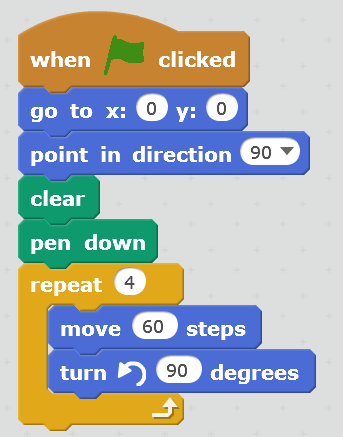 when clicked
go to x: 0 y: 0
point in direction 90
clear
pen down
repeat 4
move 60 steps
turn 90 degrees